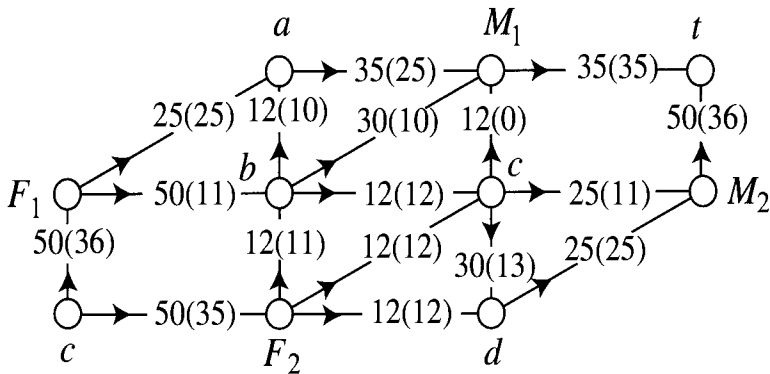 a M₁ t
35(25) 35(35)
25(25) 12(10) 30(10) 12(0) 50(36)
F₁ 50(11) b 12(12) c 25(11) M₂
50(36) 12(11) 12(12) 30(13) 25(25)
50(35) 12(12)
c F₂ d